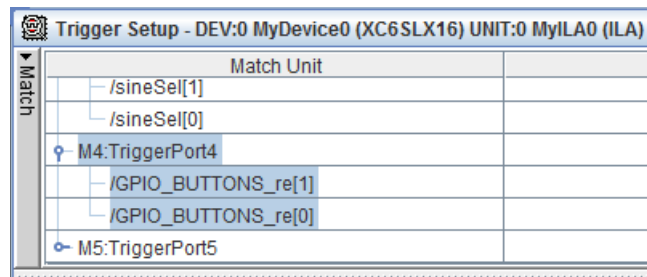 Trigger Setup - DEV:0 MyDevice0 (XC6SLX16) UNIT:0 MyILA0 (ILA)
Match
Match Unit
/sineSel[1]
/sineSel[0]
M4:TriggerPort4
/GPIO_BUTTONS_re[1]
/GPIO_BUTTONS_re[0]
M5:TriggerPort5